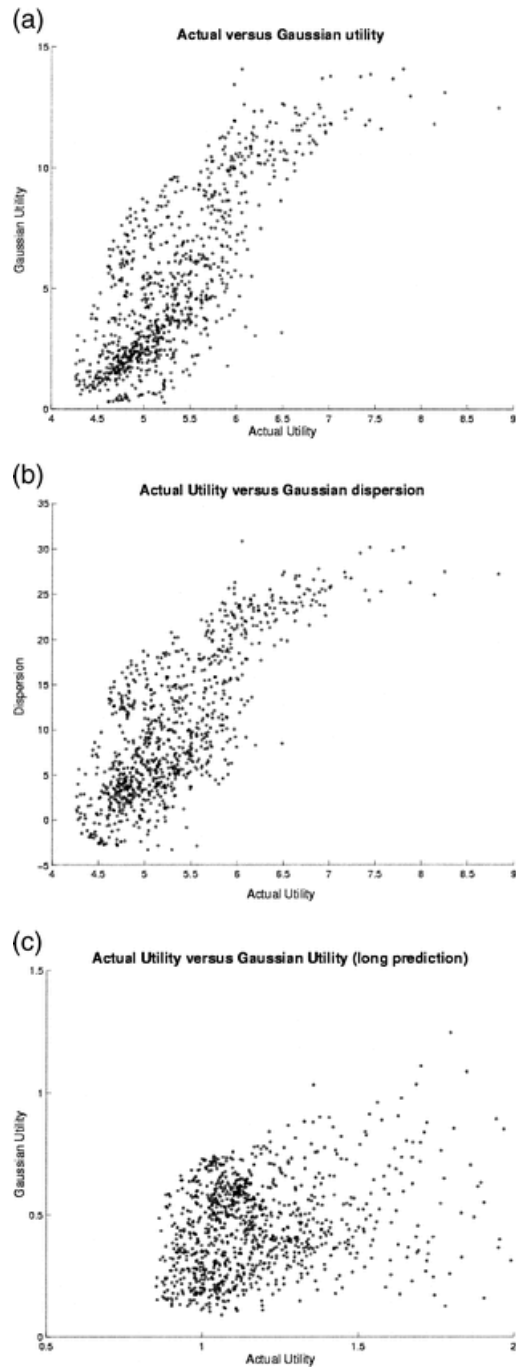 (a)
Actual versus Gaussian utility
15
10
5
0
Gaussian Utility
4 4.5 5 5.5 6 6.5 7 7.5 8 8.5 9
Actual Utility
(b)
Actual Utility versus Gaussian dispersion
35
30
25
20
15
10
5
0
-5
Dispersion
4 4.5 5 5.5 6 6.5 7 7.5 8 8.5 9
Actual Utility
(c)
Actual Utility versus Gaussian Utility (long prediction)
1.5
1
0.5
0
Gaussian Utility
0.5 1 1.5 2
Actual Utility